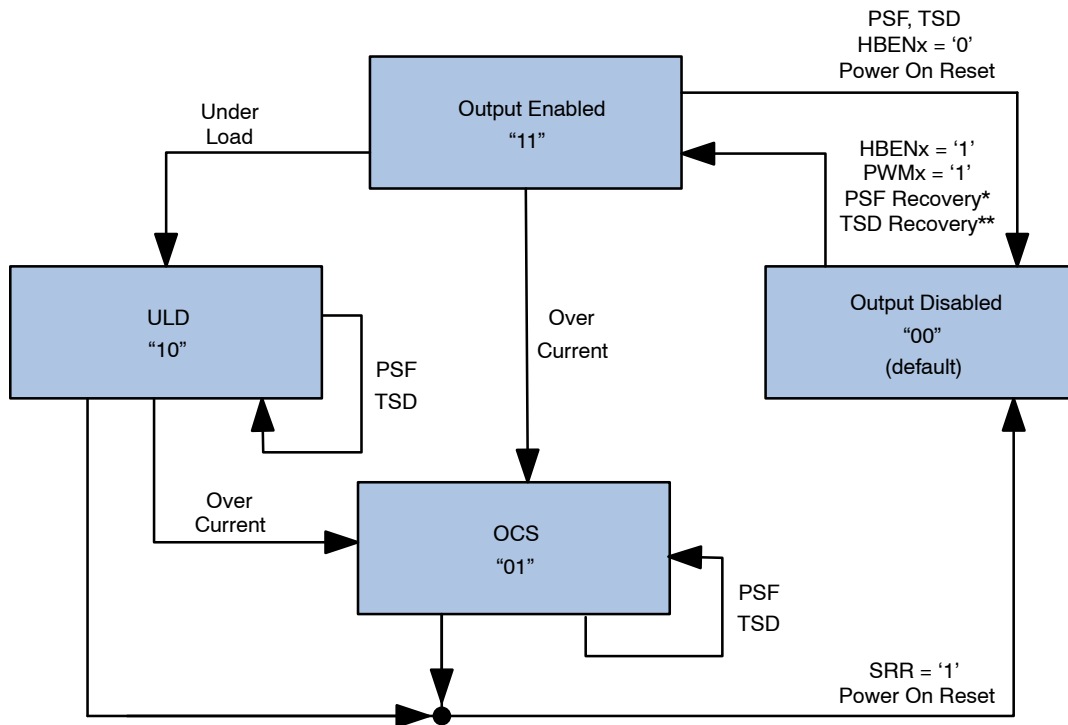 PSF, TSD
HBENx = ‘0’
Power On Reset
Output Enabled
“11”
Under
Load
HBENx = ‘1’
PWMx = ‘1’
PSF Recovery*
TSD Recovery**
ULD
“10”
PSF
TSD
Over
Current
Output Disabled
“00”
(default)
Over
Current
OCS
“01”
PSF
TSD
SRR = ‘1’
Power On Reset